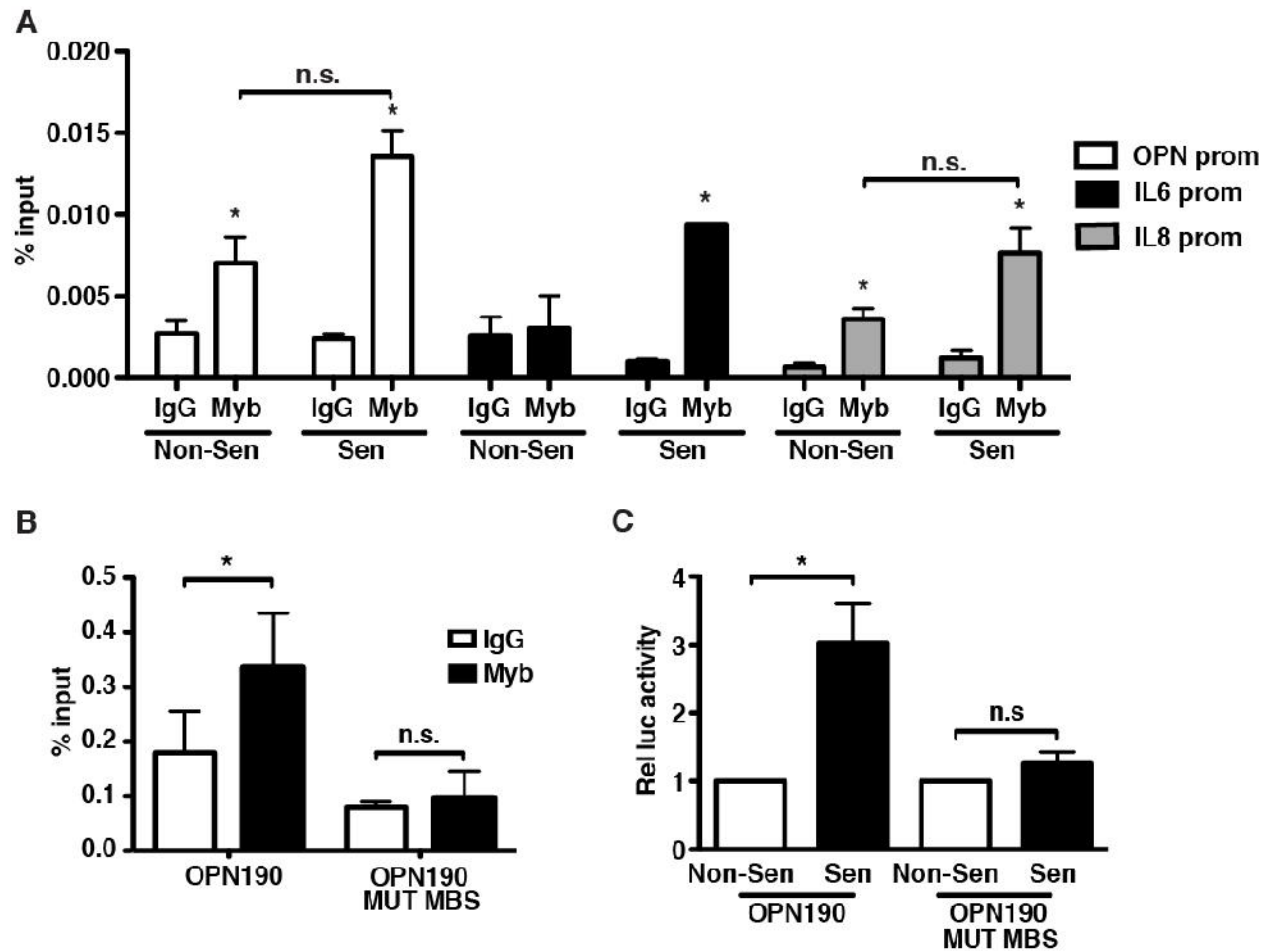 A
0.020
0.015
0.010
0.005
0.000
% input
n.s.
*
*
*
n.s.
*
*
OPN prom
IL6 prom
IL8 prom
IgG Myb IgG Myb IgG Myb IgG Myb IgG Myb IgG Myb
Non-Sen Sen Non-Sen Sen Non-Sen Sen
B
0.5
0.4
0.3
0.2
0.1
0.0
% input
*
n.s.
IgG
Myb
OPN190 OPN190
MUT MBS
C
4
3
2
1
0
Rel luc activity
*
n.s
Non-Sen Sen Non-Sen Sen
OPN190 OPN190
MUT MBS